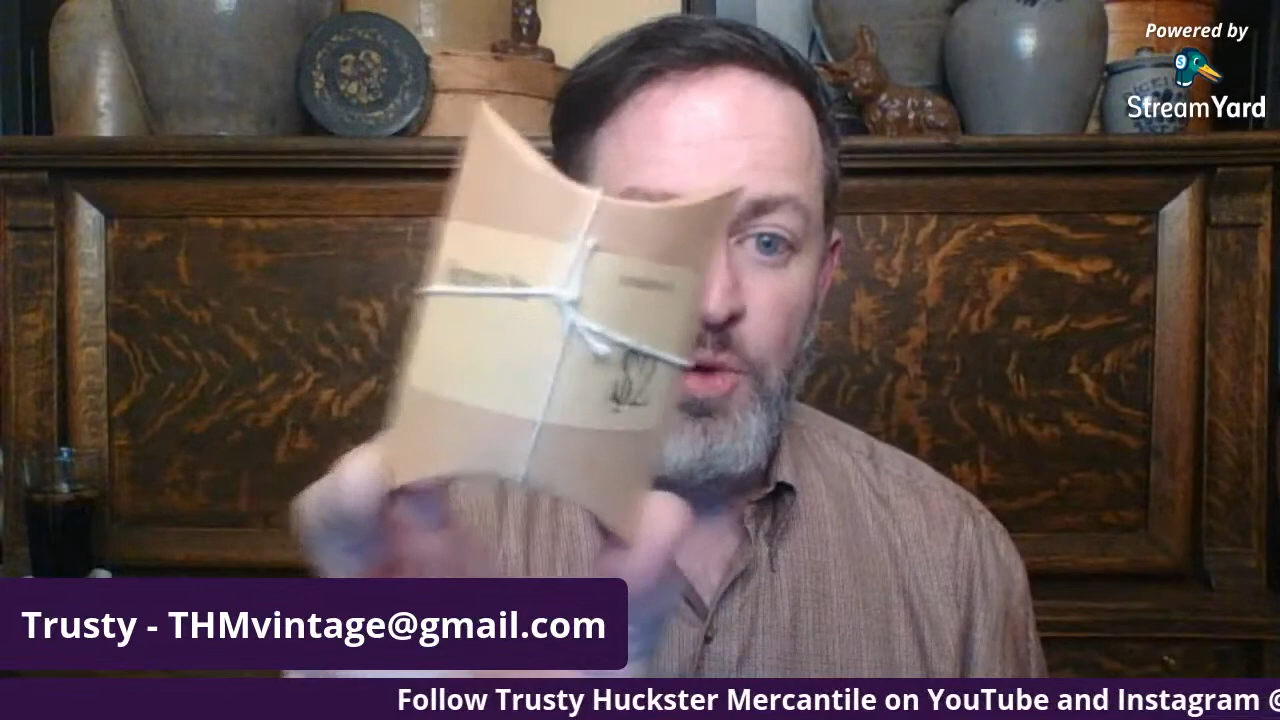 Powered by
StreamYard
Trusty - THMvintage@gmail.com
Follow Trusty Huckster Mercantile on YouTube and Instagram @